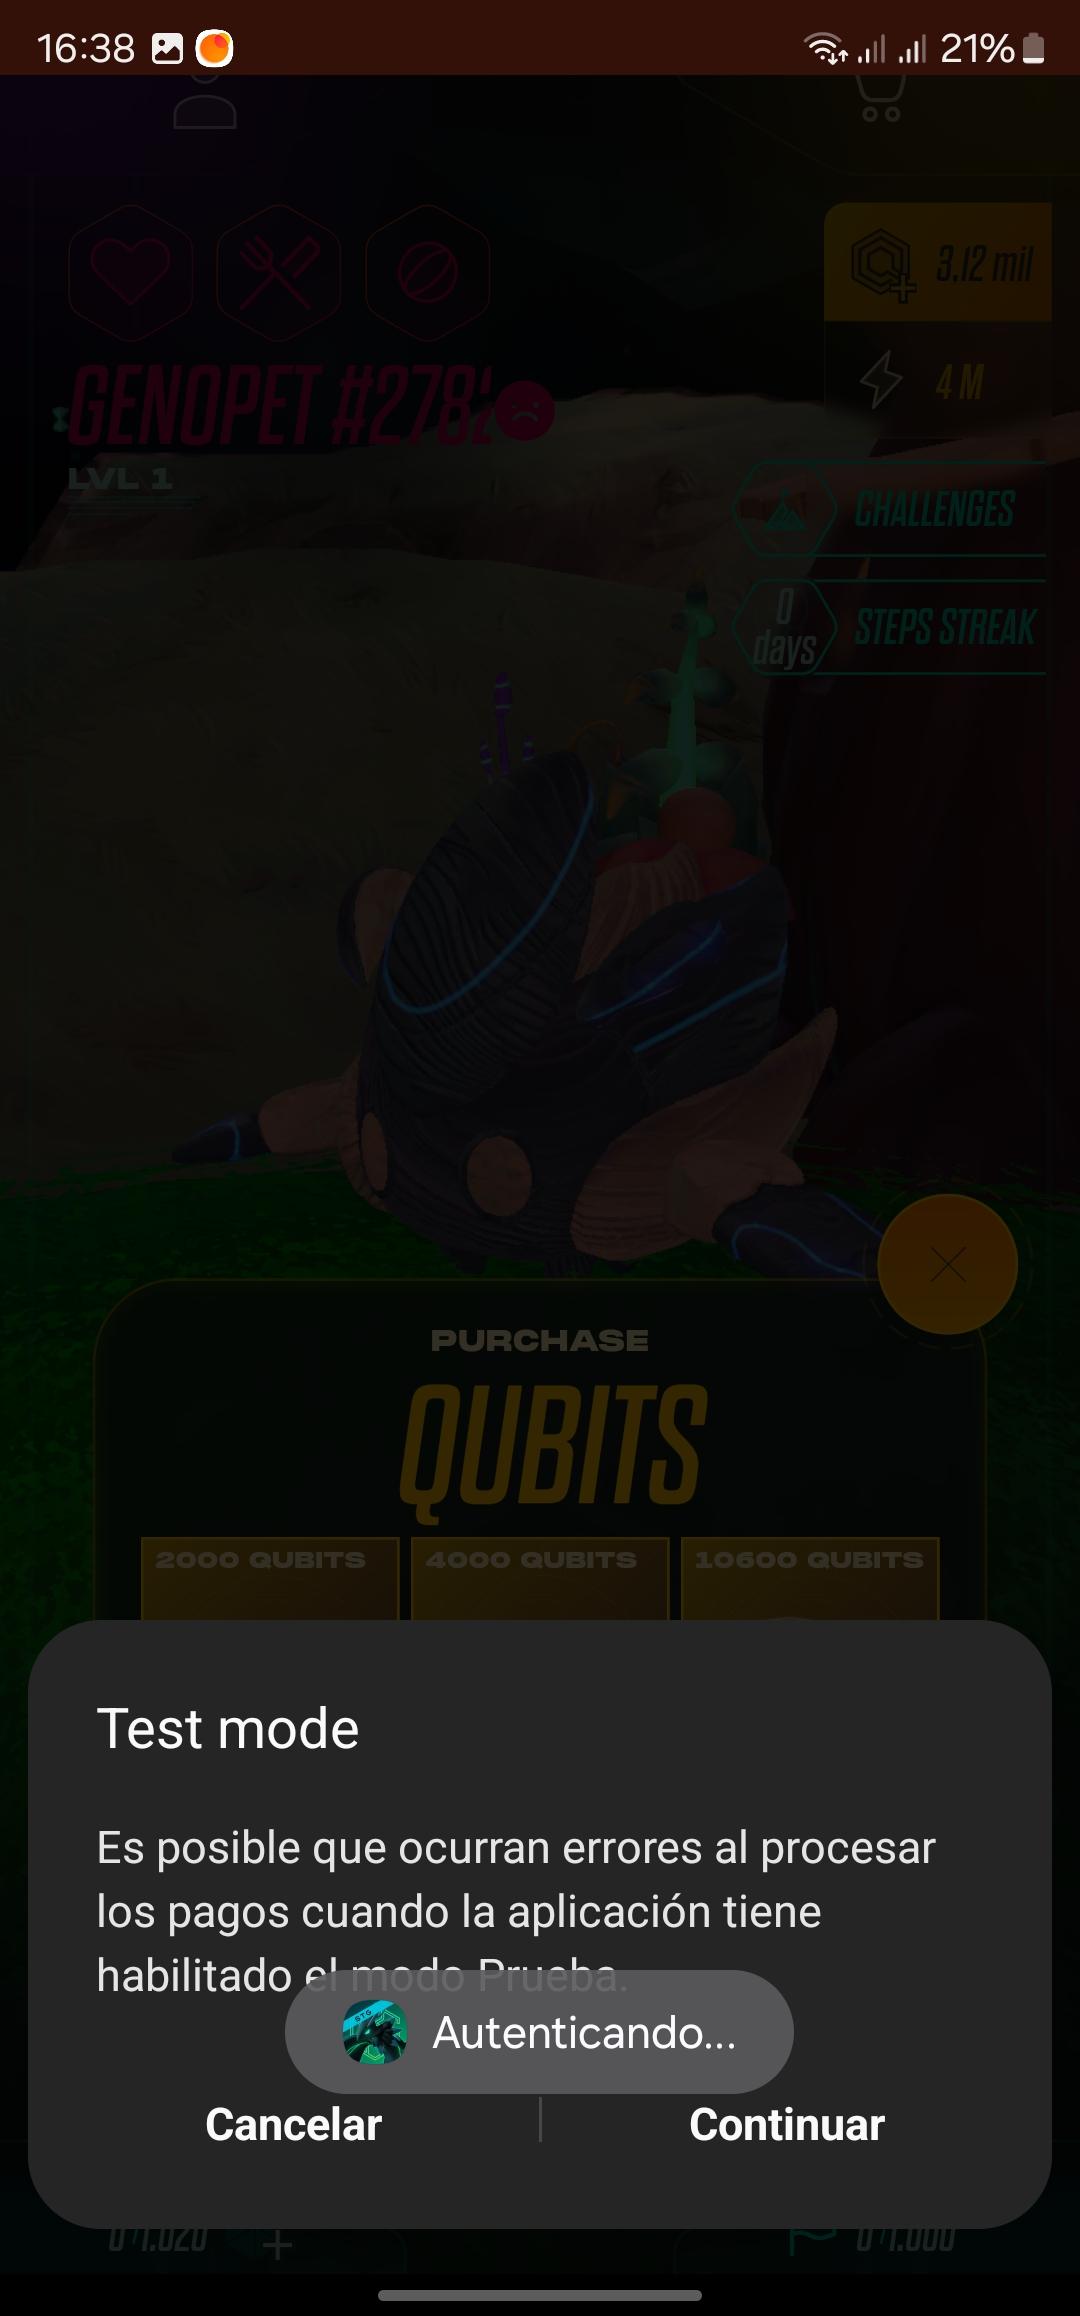 16:38
21%
3,12 mil
GENOPET #2782
4 M
LVL 1
CHALLENGES
0
days
STEPS STREAK
PURCHASE
QUBITS
2000 QUBITS
4000 QUBITS
10600 QUBITS
Test mode
Es posible que ocurran errores al procesar
los pagos cuando la aplicación tiene
habilitado el modo Prueba.
STG
Autenticando...
Cancelar
Continuar